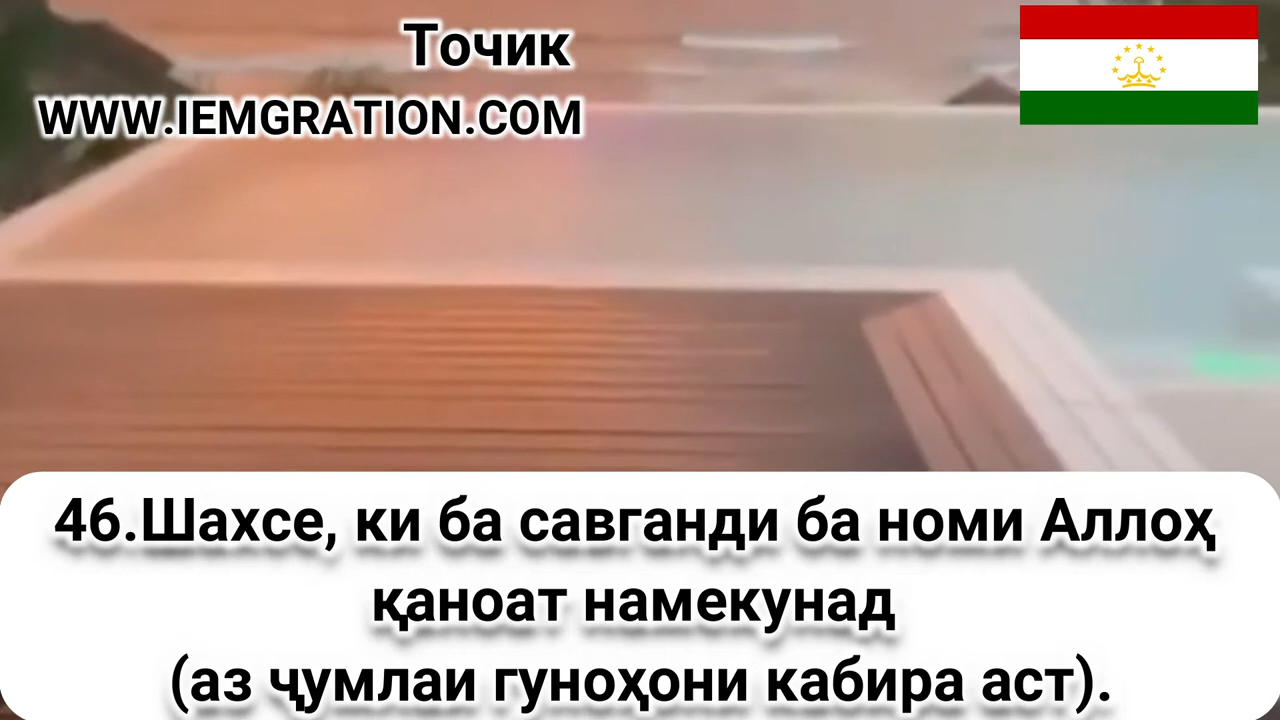 Точик
WWW.IEMGRATION.COM
46.Шахсе, ки ба савганди ба номи Аллоҳ
қаноат намекунад
(аз ҷумлаи гуноҳони кабира аст).